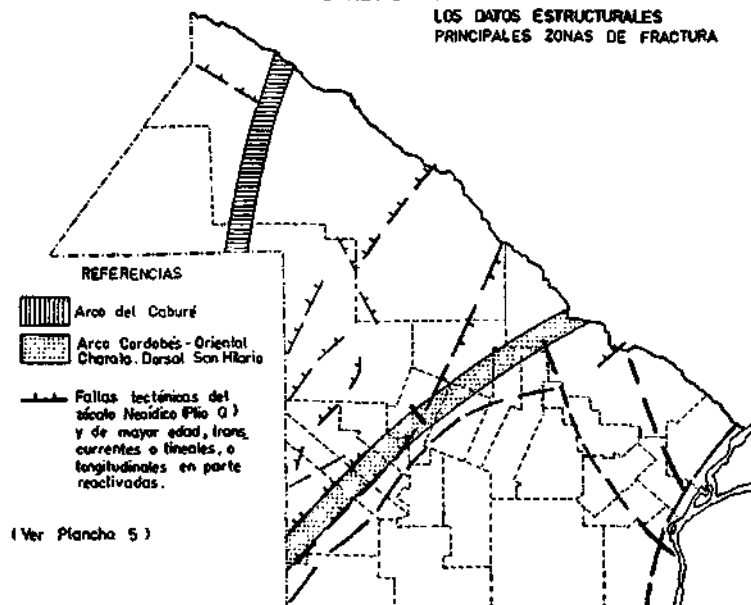 LOS DATOS ESTRUCTURALES
PRINCIPALES ZONAS DE FRACTURA
REFERENCIAS
Arco del Caburé
Arco Cordobés - Oriental
Charata. Dorsal San Hilario
Fallas tectónicas del
zócalo Neoídico (Plio Q)
y de mayor edad, trans
currentes o lineales, o
longitudinales en parte
reactivadas.
(Ver Plancha 5)